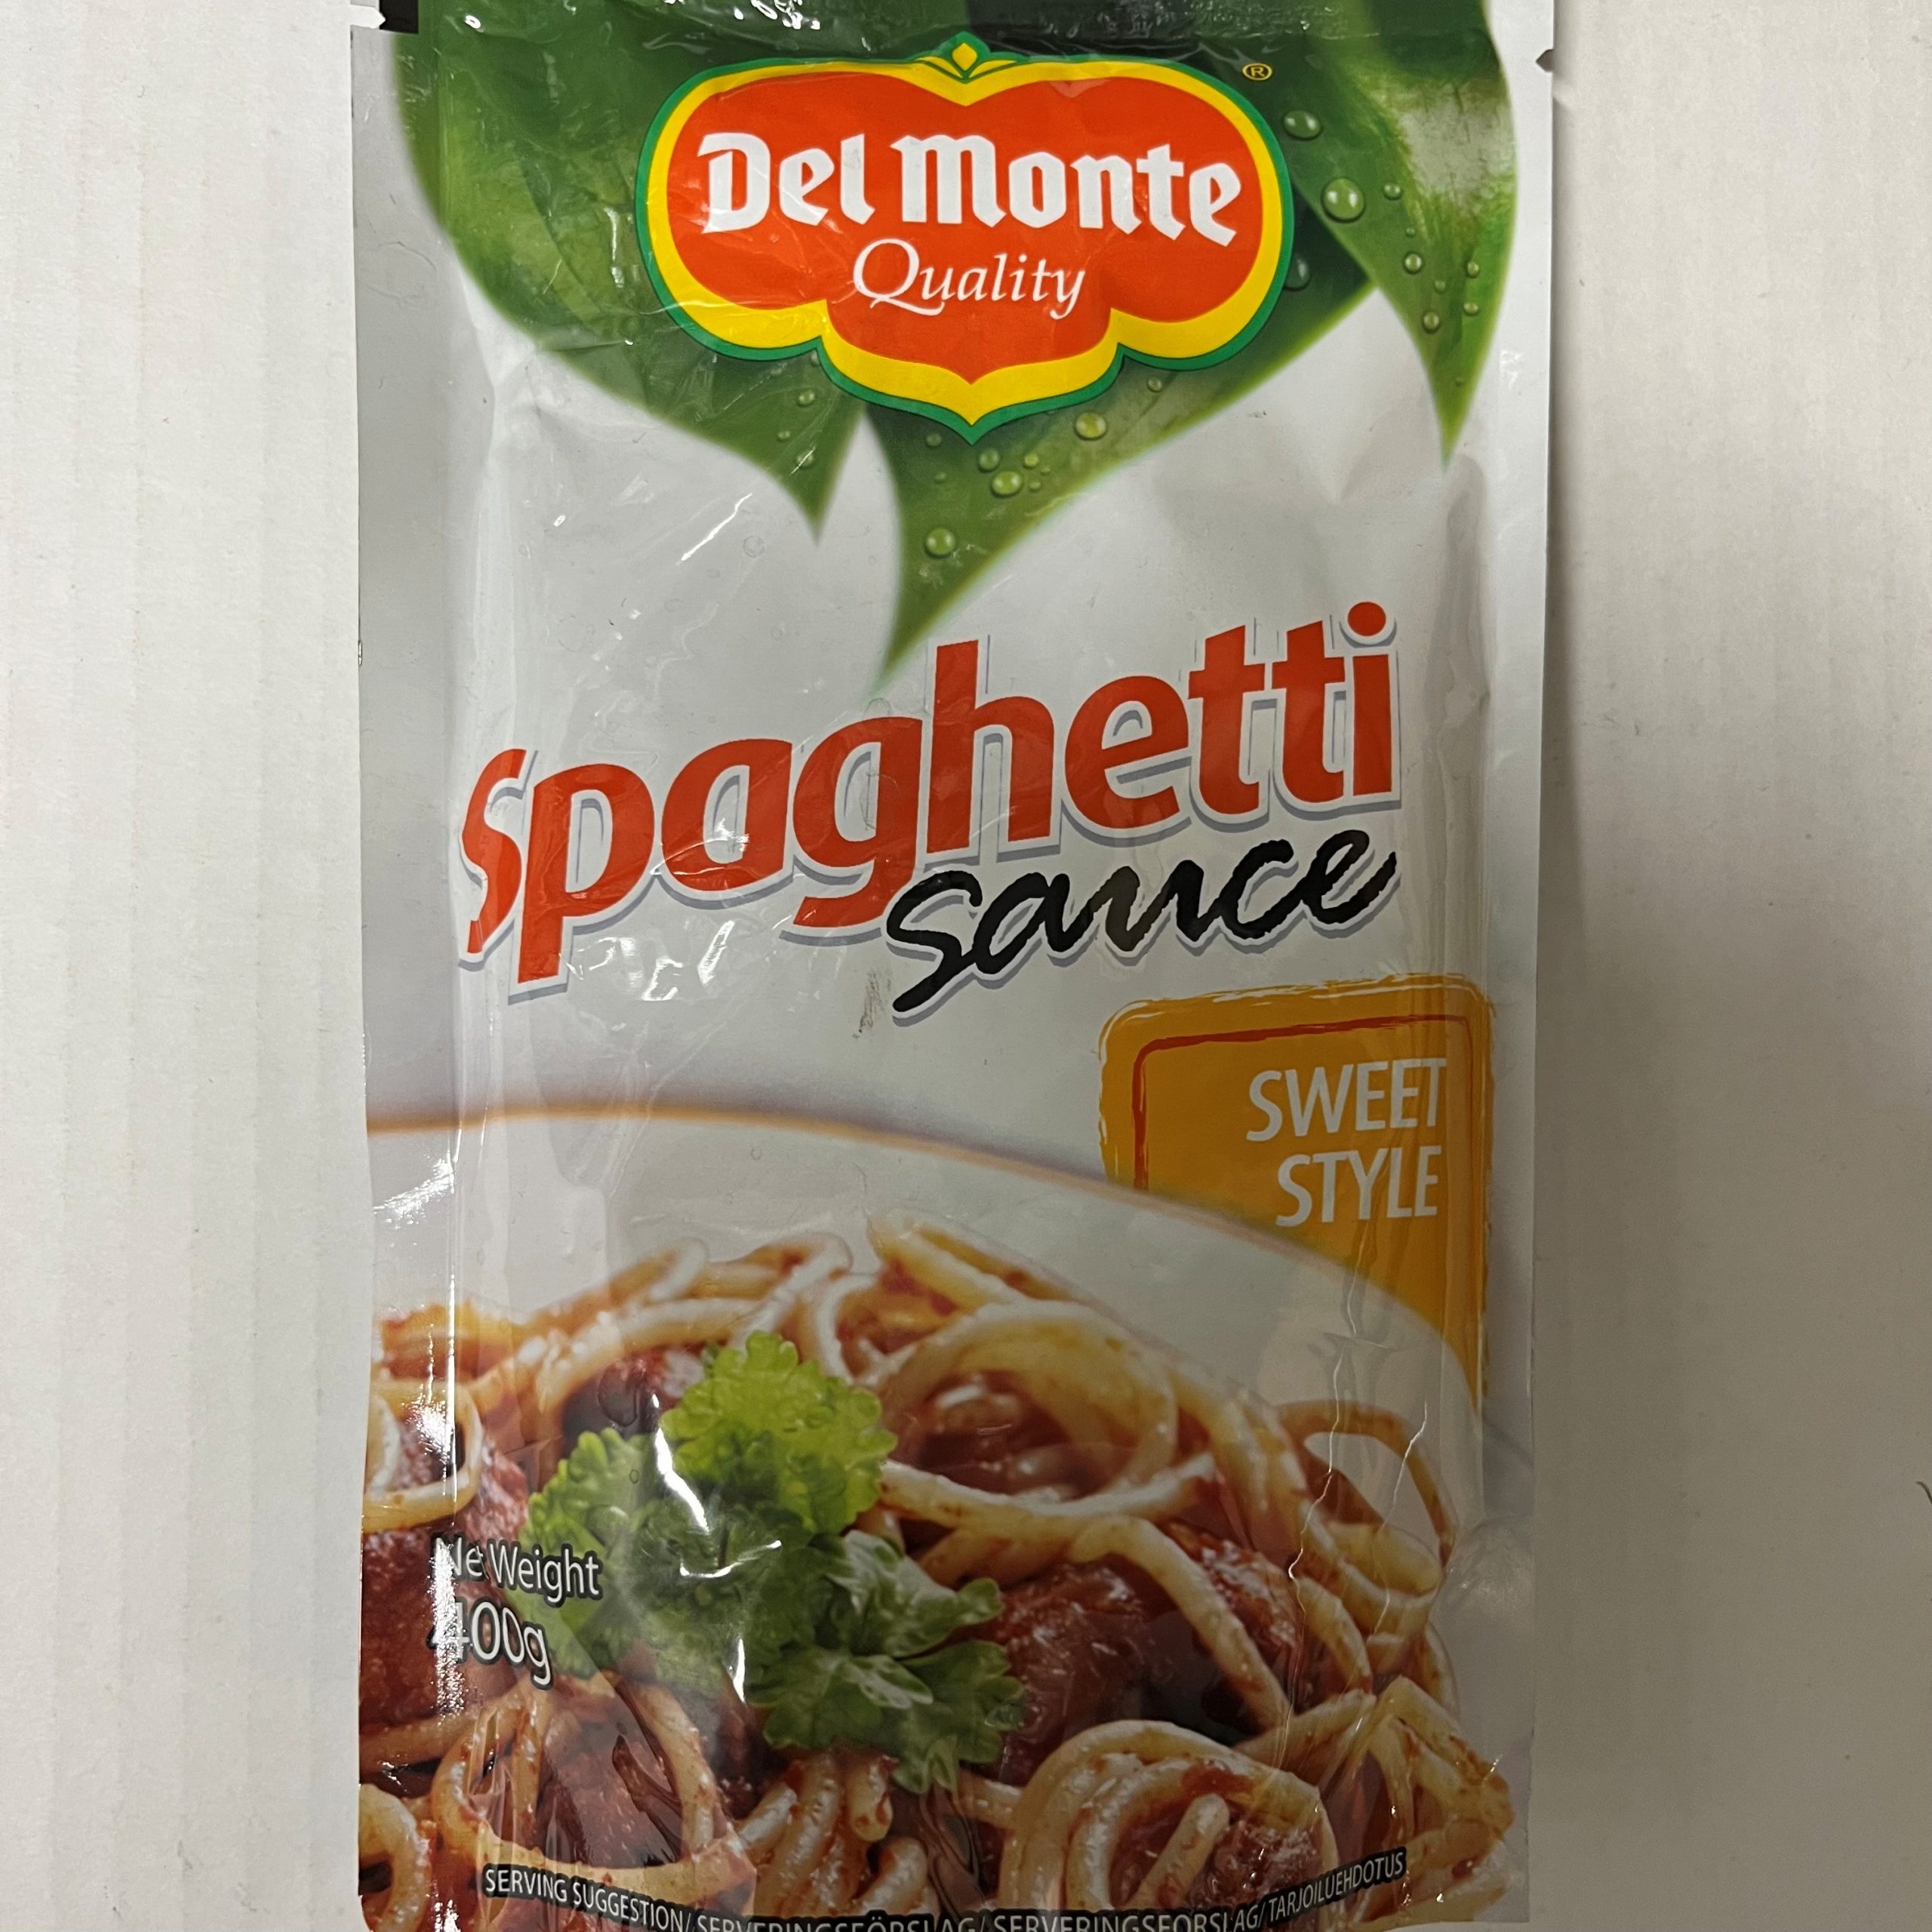 Del Monte
®
Quality
Spaghetti
sauce
SWEET
STYLE
Net Weight
400g
SERVING SUGGESTION/ SERVERINGSFÖRSLAG/ SERVERINGSFORSLAG/ TARJOILUEHDOTUS